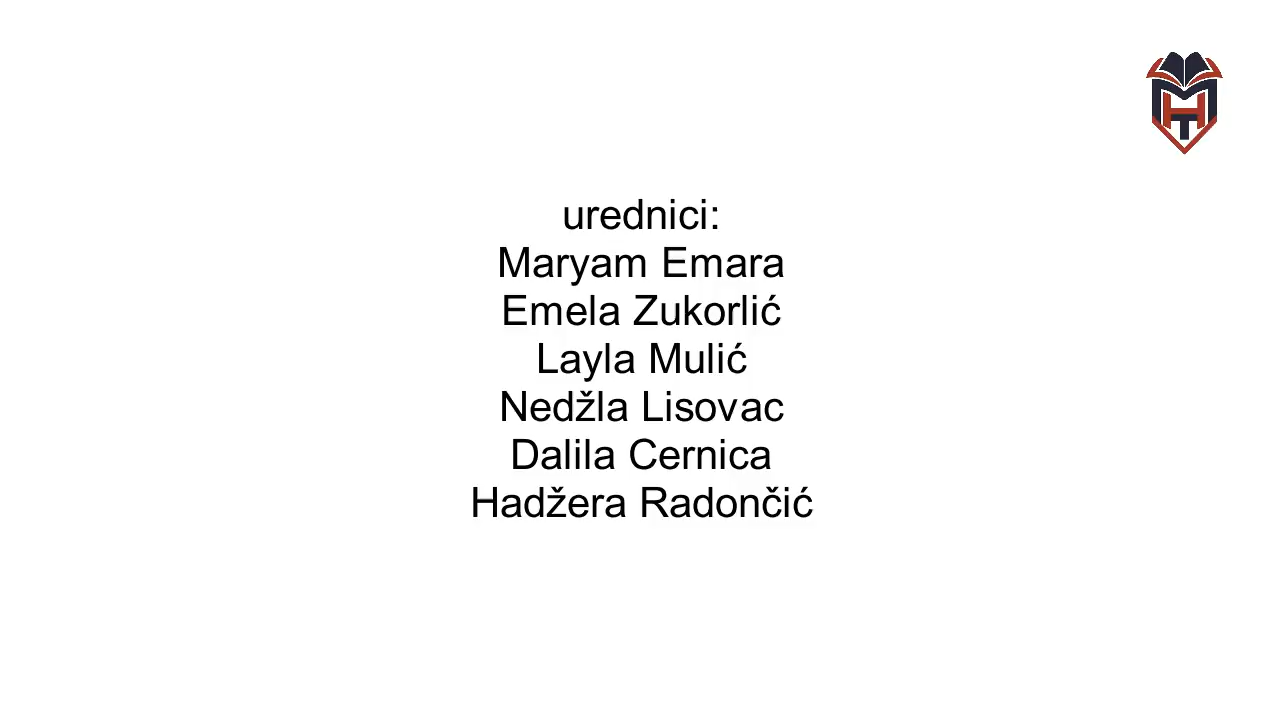 urednici:
Maryam Emara
Emela Zukorlić
Layla Mulić
Nedžla Lisovac
Dalila Cernica
Hadžera Radončić